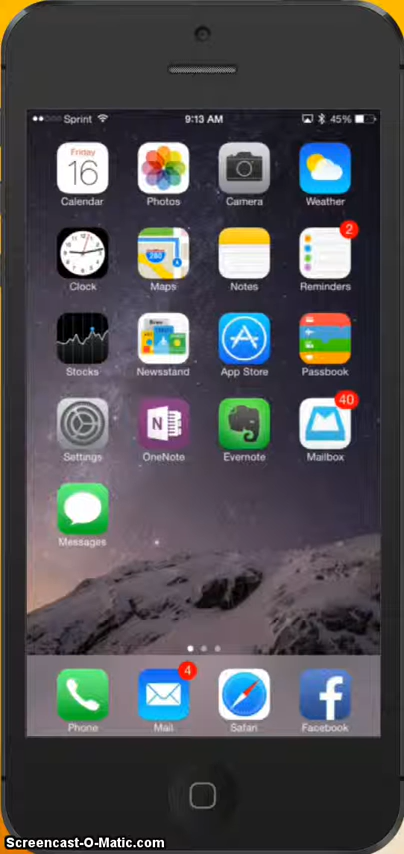 Sprint 9:13 AM 45%
Friday
16
Calendar Photos Camera Weather
280
2
Clock Maps Notes Reminders
Stocks Newsstand App Store Passbook
N
40
Settings OneNote Evernote Mailbox
Messages
4
f
Phone Mail Safari Facebook
Screencast-O-Matic.com